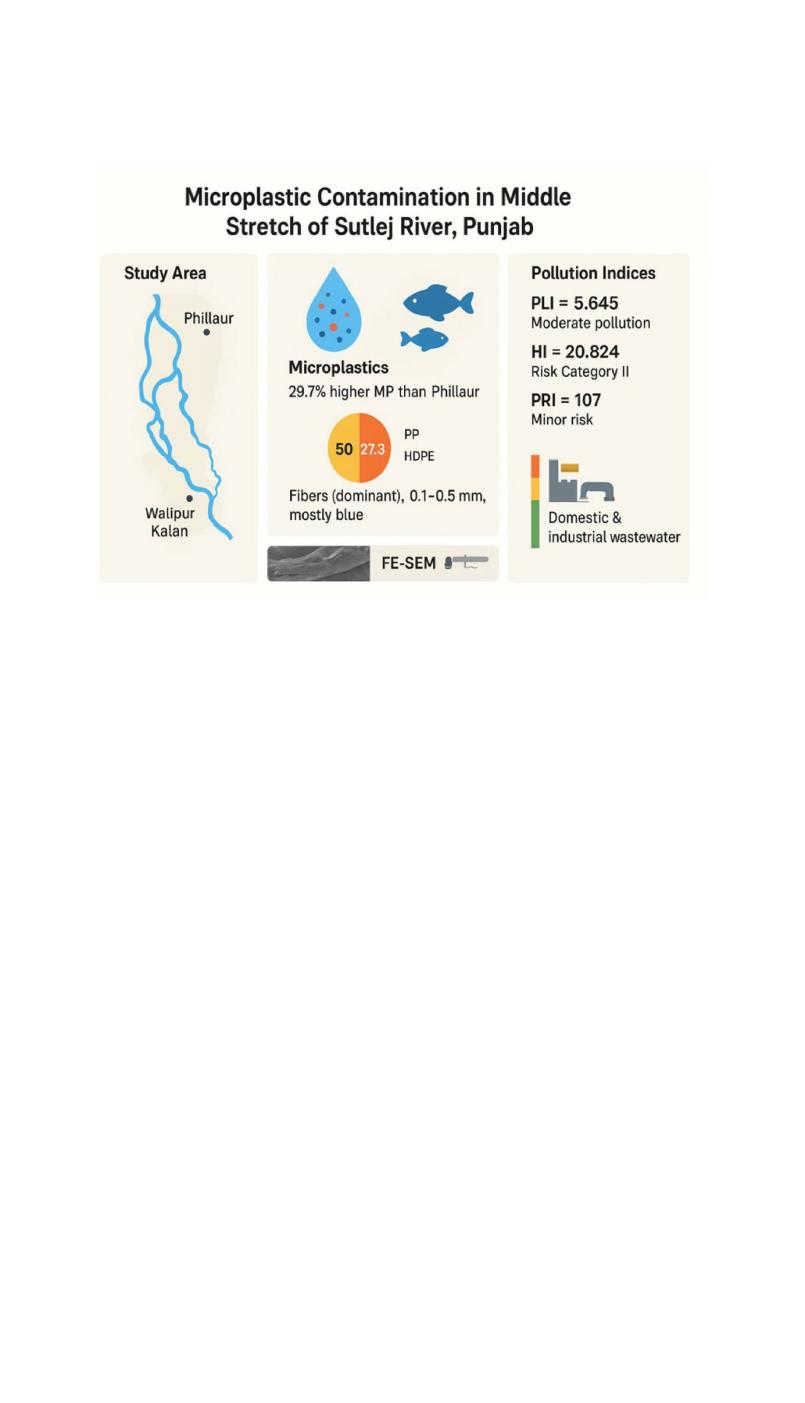 Microplastic Contamination in Middle
Stretch of Sutlej River, Punjab
Study Area
Phillaur
Walipur
Kalan
Microplastics
29.7% higher MP than Phillaur
50 27.3
PP
HDPE
Fibers (dominant), 0.1–0.5 mm,
mostly blue
FE-SEM
Pollution Indices
PLI = 5.645
Moderate pollution
HI = 20.824
Risk Category II
PRI = 107
Minor risk
Domestic &
industrial wastewater